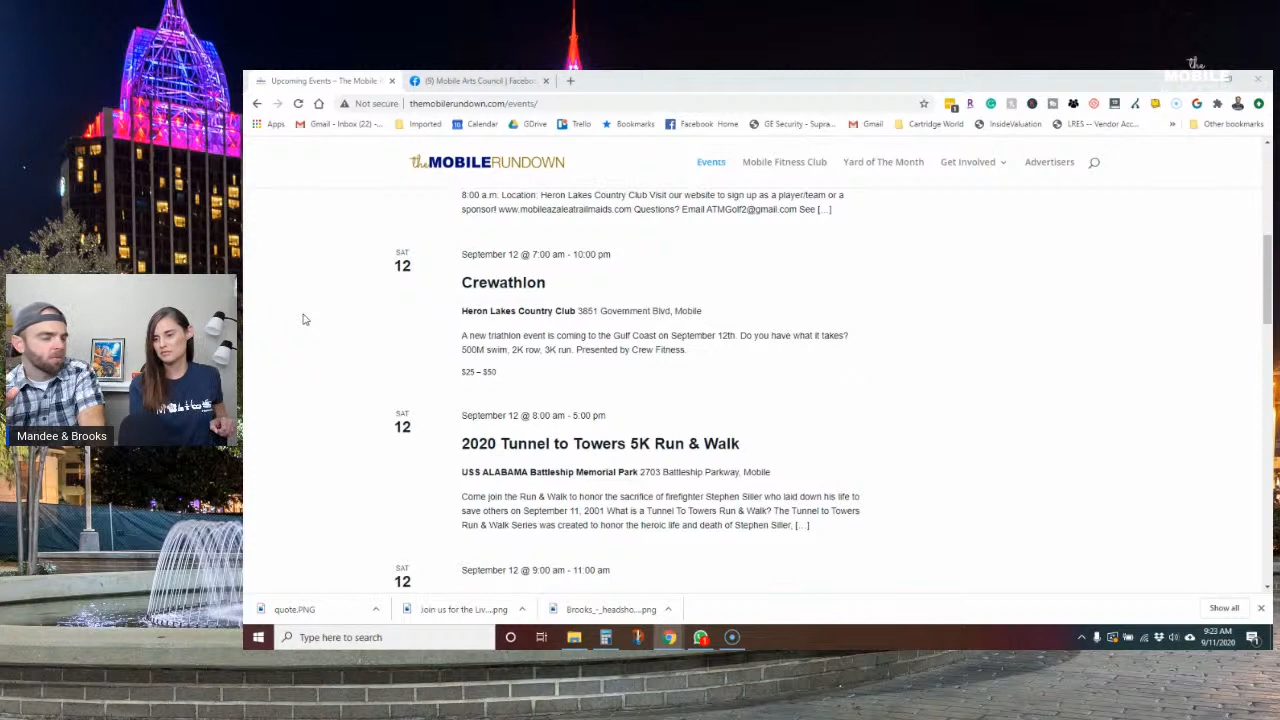 the
MOBILE
Upcoming Events – The Mobile
(9) Mobile Arts Council | Facebo
Not secure
themobilerundown.com/events/
Apps
Gmail - Inbox (22) -...
Imported
Calendar
GDrive
Trello
Bookmarks
Facebook Home
GE Security - Supra...
Gmail
Cartridge World
InsideValuation
LRES -- Vendor Acc...
Other bookmarks
the MOBILE RUNDOWN
Events
Mobile Fitness Club
Yard of The Month
Get Involved
Advertisers
8:00 a.m. Location: Heron Lakes Country Club Visit our website to sign up as a player/team or a
sponsor! www.mobileazaleatrailmaids.com Questions? Email ATMGolf2@gmail.com See [...]
SAT
12
September 12 @ 7:00 am - 10:00 pm
Crewathlon
Heron Lakes Country Club 3851 Government Blvd, Mobile
A new triathlon event is coming to the Gulf Coast on September 12th. Do you have what it takes?
500M swim, 2K row, 3K run. Presented by Crew Fitness.
$25 – $50
SAT
12
September 12 @ 8:00 am - 5:00 pm
2020 Tunnel to Towers 5K Run & Walk
USS ALABAMA Battleship Memorial Park 2703 Battleship Parkway, Mobile
Come join the Run & Walk to honor the sacrifice of firefighter Stephen Siller who laid down his life to
save others on September 11, 2001 What is a Tunnel To Towers Run & Walk? The Tunnel to Towers
Run & Walk Series was created to honor the heroic life and death of Stephen Siller, [...]
SAT
12
September 12 @ 9:00 am - 11:00 am
Mandee & Brooks
quote.PNG
Join us for the Liv....png
Brooks_-_headsho....png
Show all
Type here to search
9:23 AM
9/11/2020